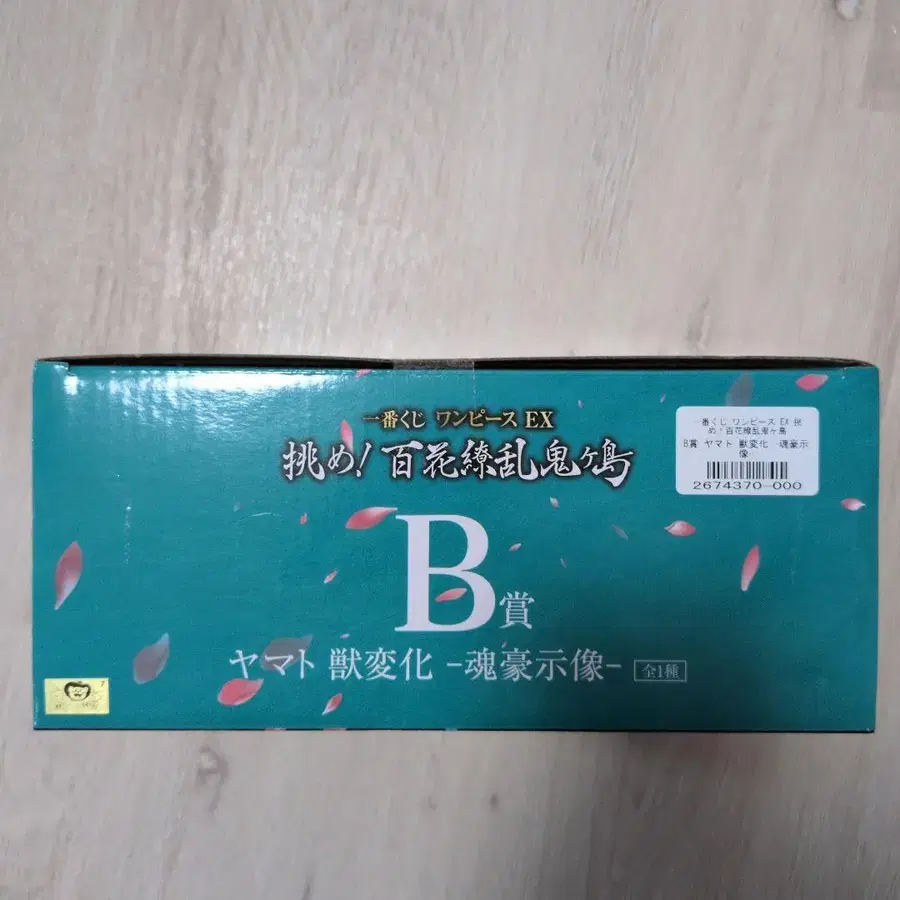 一番くじ ワンピース EX
挑め！百花繚乱鬼ヶ島
B賞
ヤマト 獣変化 -魂豪示像- 全1種
一番くじ ワンピース EX 挑
め！百花繚乱鬼ヶ島
B賞 ヤマト 獣変化 -魂豪示
像-
2674370-000